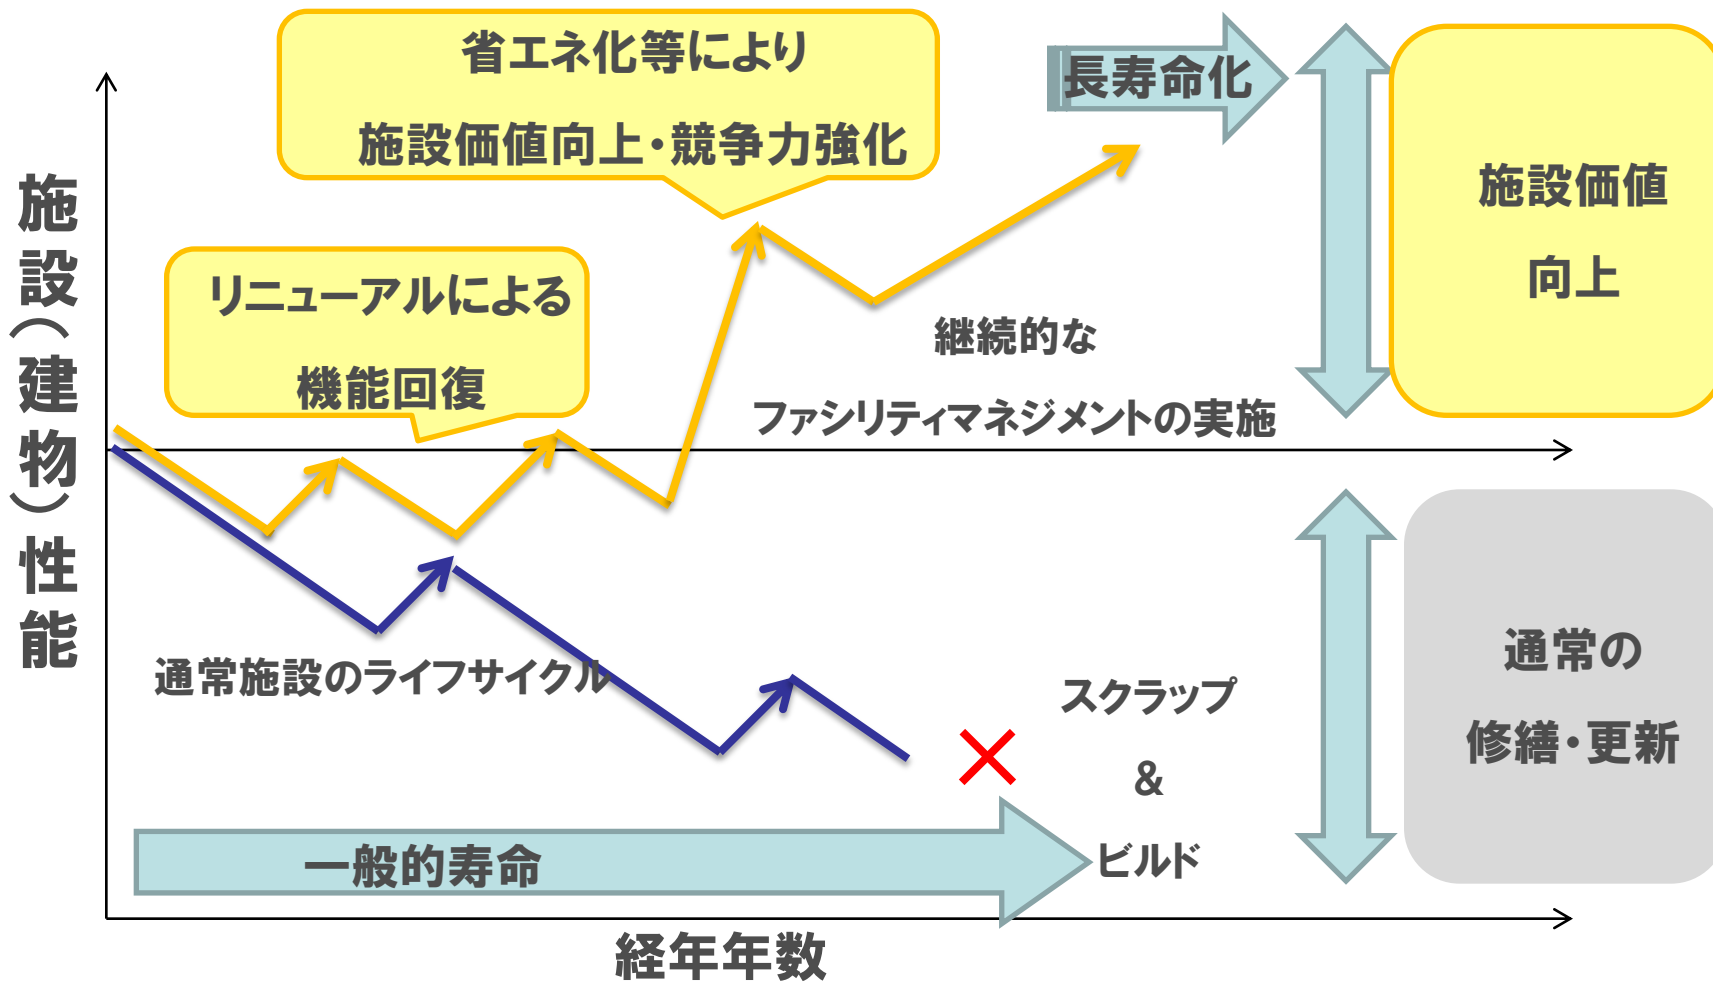 省エネ化等により
施設価値向上・競争力強化
長寿命化
施設価値
向上
施設(建物)性能
リニューアルによる
機能回復
継続的な
ファシリティマネジメントの実施
通常施設のライフサイクル
スクラップ
&
ビルド
通常の
修繕・更新
一般的寿命
経年年数